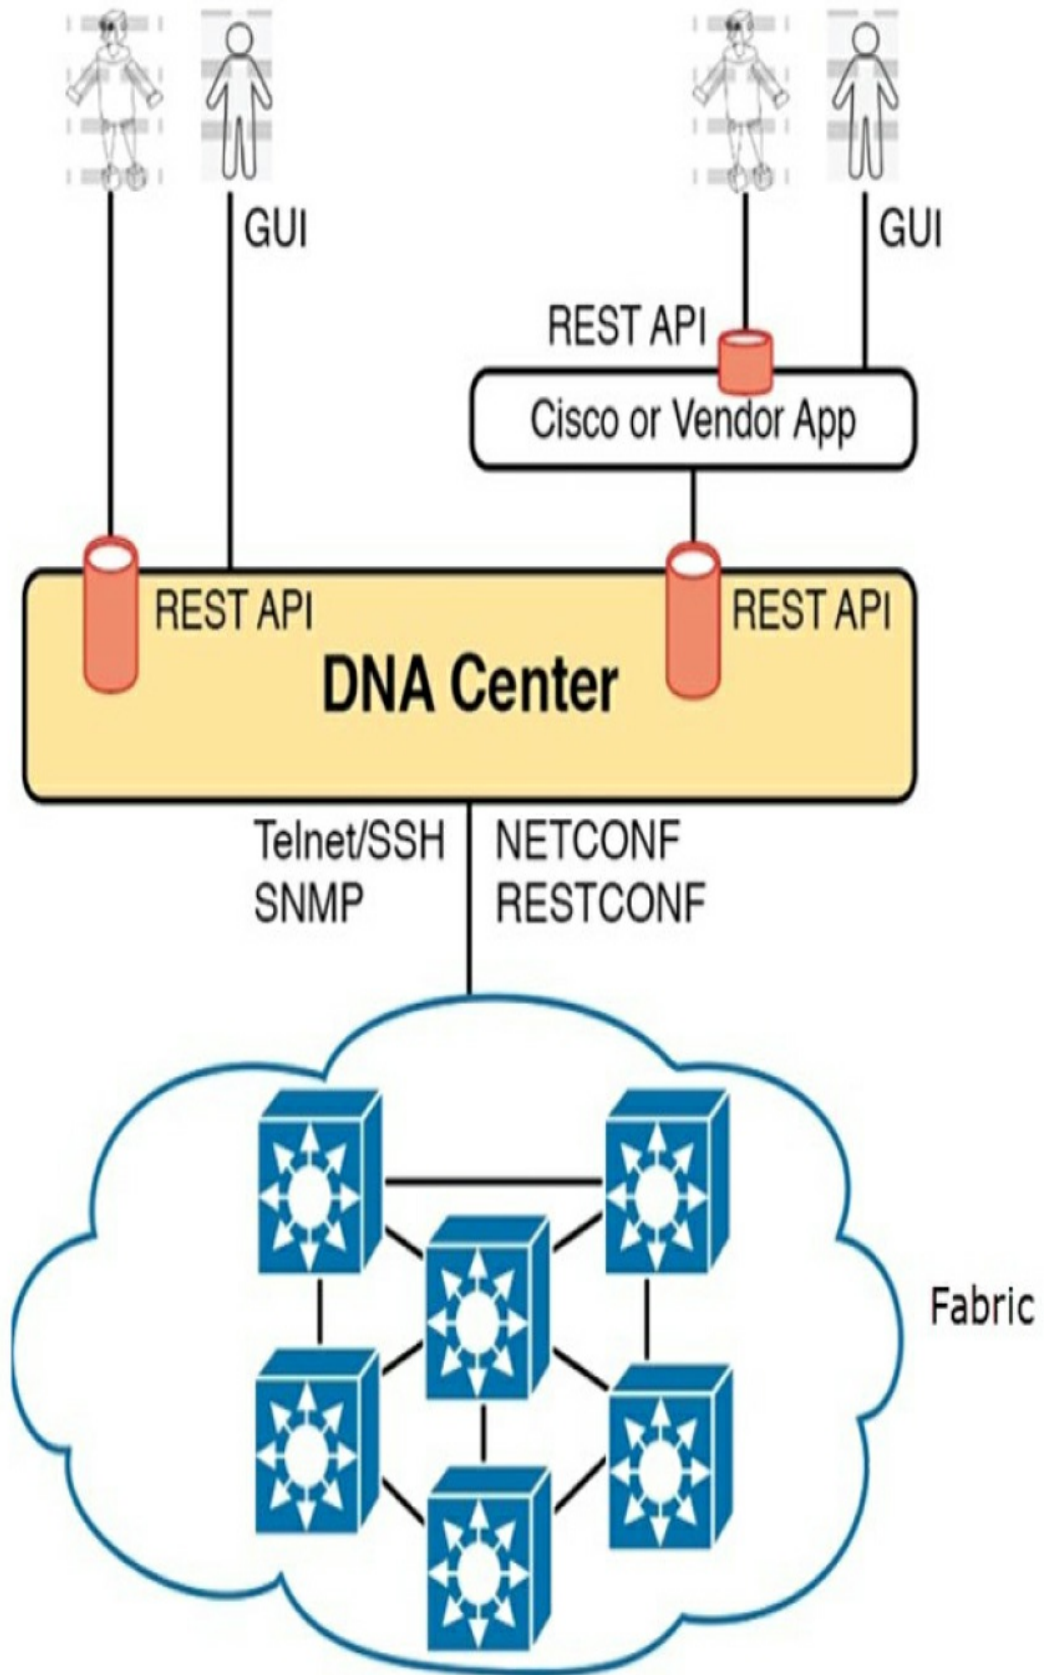 GUI
GUI
REST API
Cisco or Vendor App
REST API
REST API
DNA Center
Telnet/SSH
SNMP
NETCONF
RESTCONF
Fabric